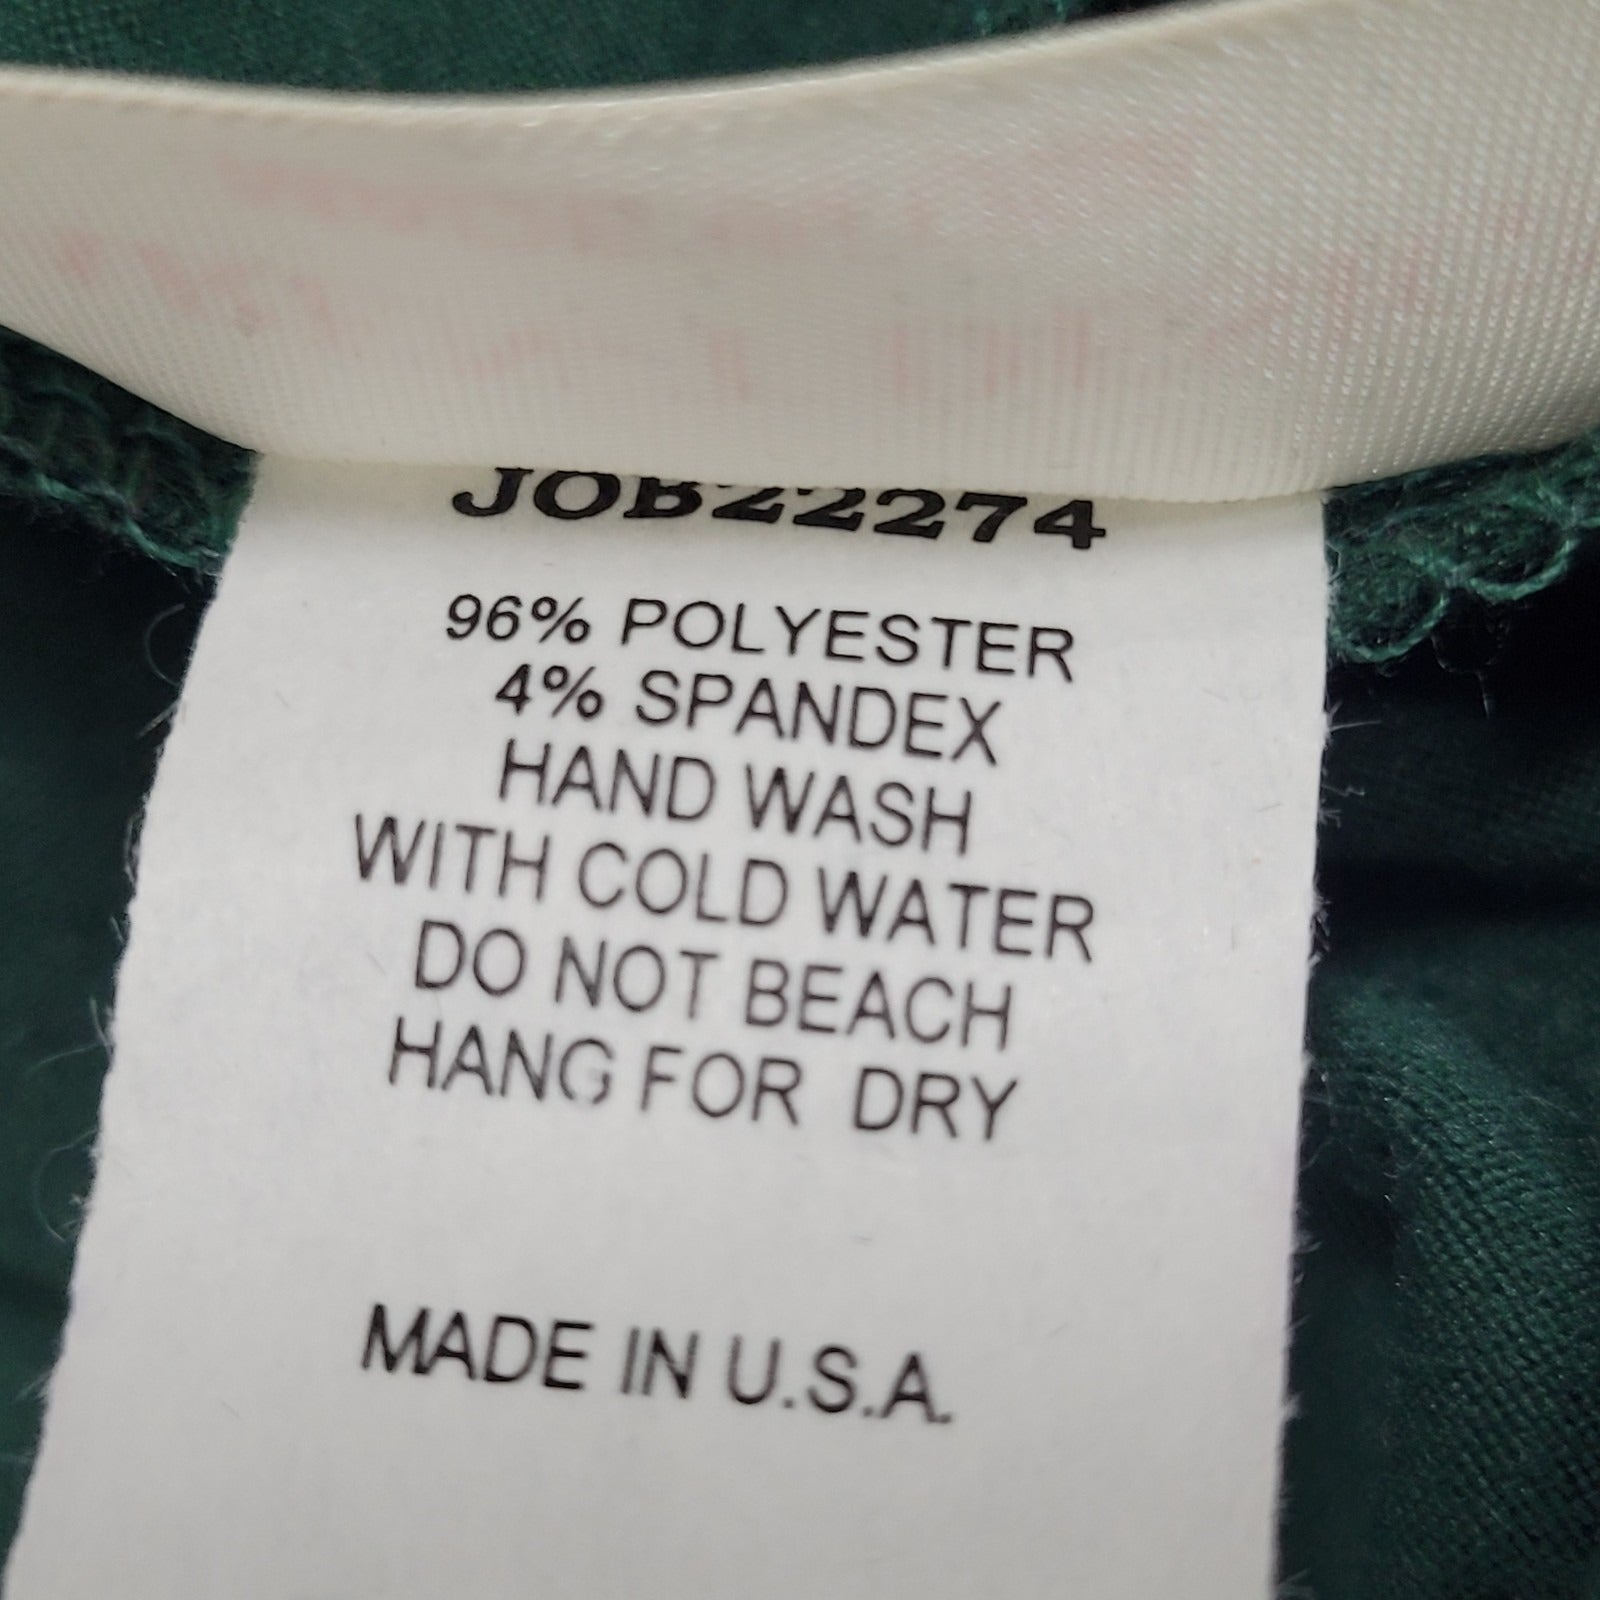 JOB22274
96% POLYESTER
4% SPANDEX
HAND WASH
WITH COLD WATER
DO NOT BEACH
HANG FOR DRY
MADE IN U.S.A.